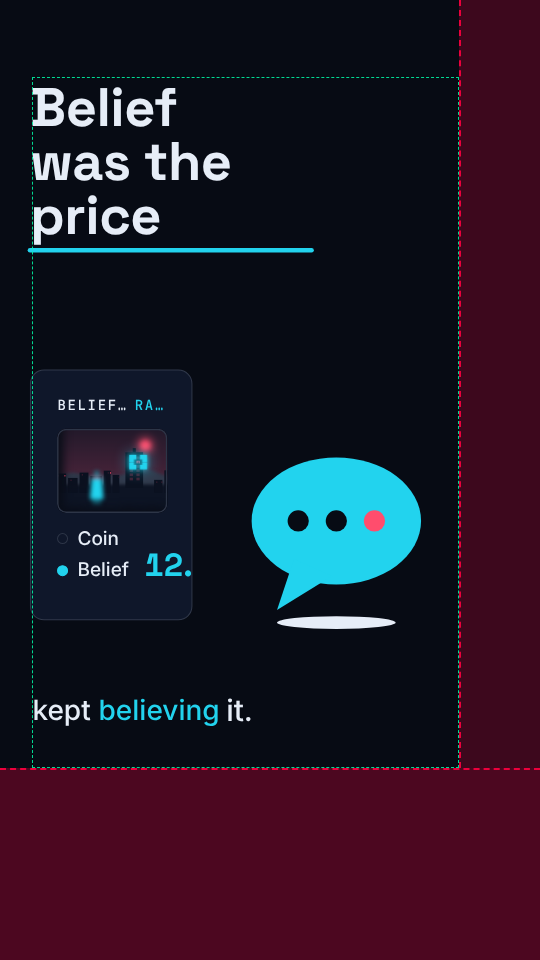 Belief
was the
price
BELIEF… RA…
Coin
Belief 12.
kept believing it.